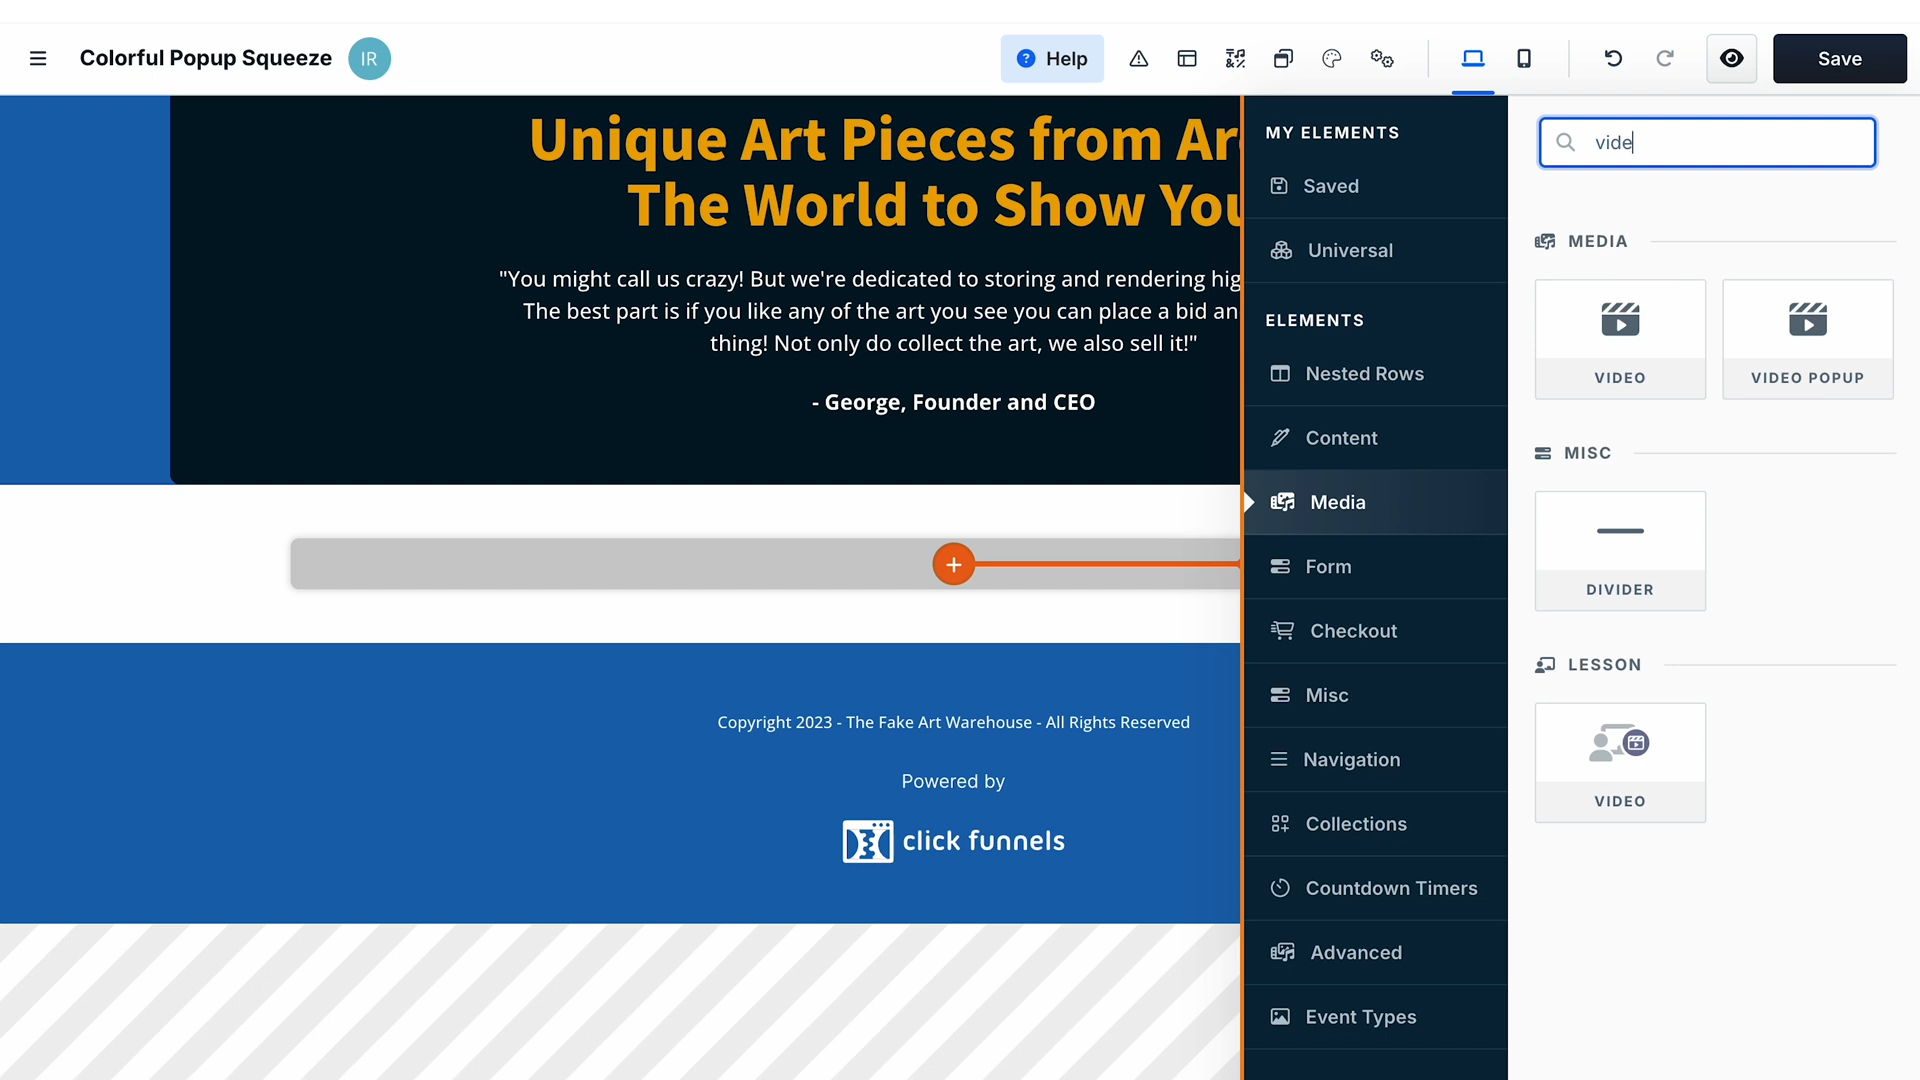 Colorful Popup Squeeze
IR
? Help
Save
Unique Art Pieces from Ar
The World to Show You
"You might call us crazy! But we're dedicated to storing and rendering hig
The best part is if you like any of the art you see you can place a bid an
thing! Not only do collect the art, we also sell it!"
- George, Founder and CEO
Copyright 2023 - The Fake Art Warehouse - All Rights Reserved
Powered by
click funnels
MY ELEMENTS
Saved
Universal
ELEMENTS
Nested Rows
Content
Media
Form
Checkout
Misc
Navigation
Collections
Countdown Timers
Advanced
Event Types
vide
MEDIA
VIDEO
VIDEO POPUP
MISC
DIVIDER
LESSON
VIDEO